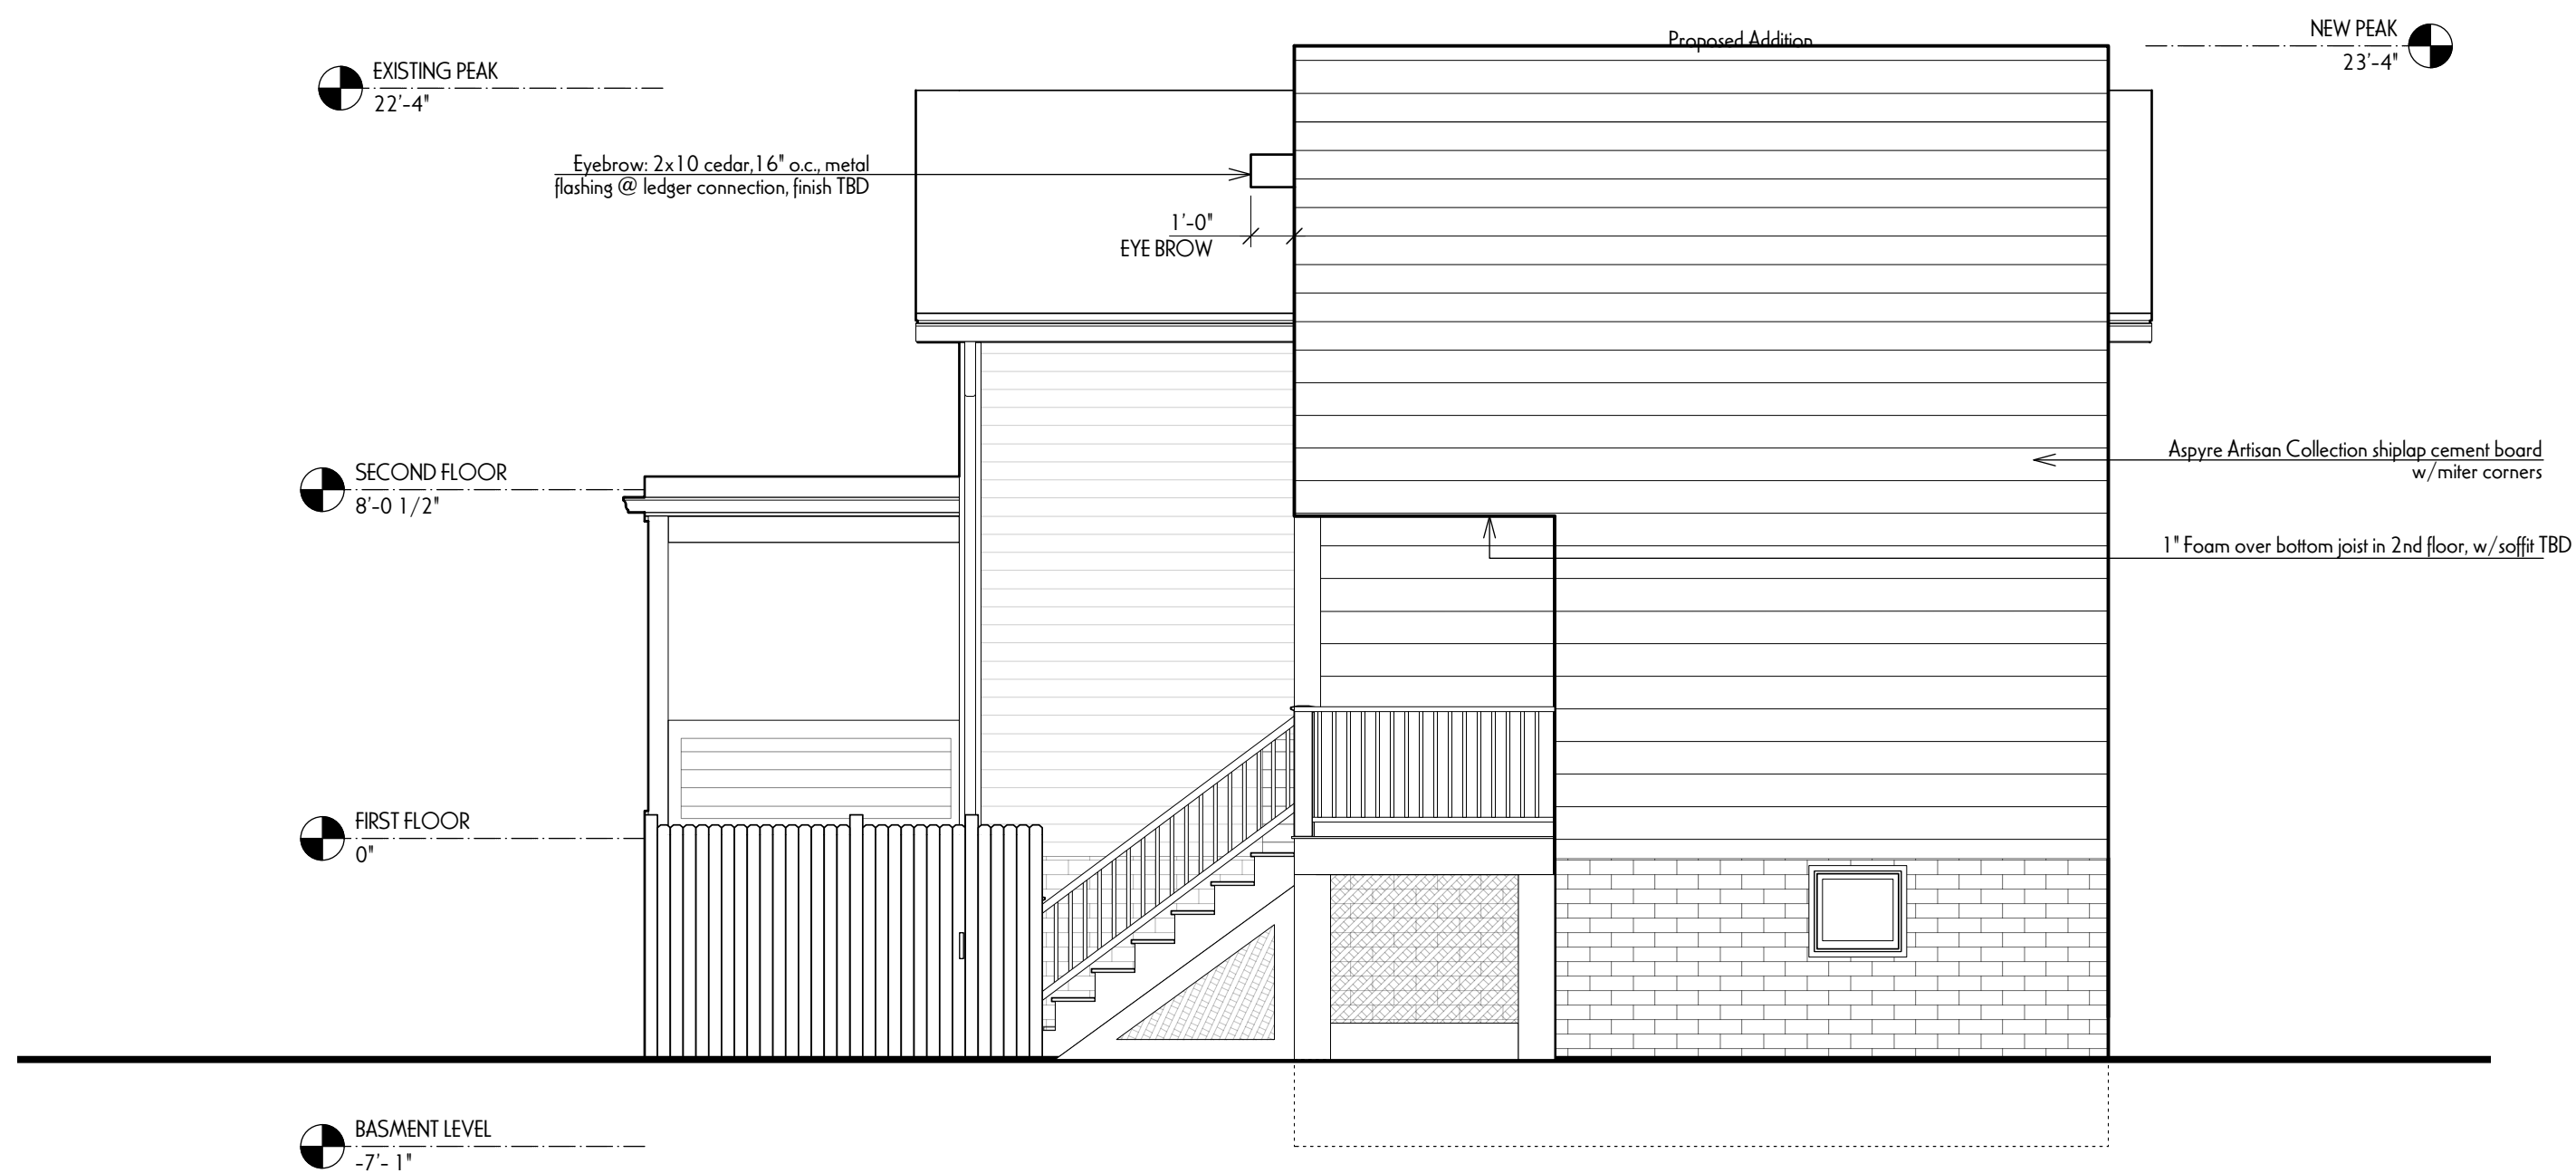 Proposed Addition
NEW PEAK
23'-4"
EXISTING PEAK
22'-4"
Eyebrow: 2x10 cedar,16" o.c., metal
flashing @ ledger connection, finish TBD
1'-0"
EYE BROW
Aspyre Artisan Collection shiplap cement board
w/miter corners
SECOND FLOOR
8'-0 1/2"
1" Foam over bottom joist in 2nd floor, w/soffit TBD
FIRST FLOOR
0"
BASMENT LEVEL
-7'- 1"